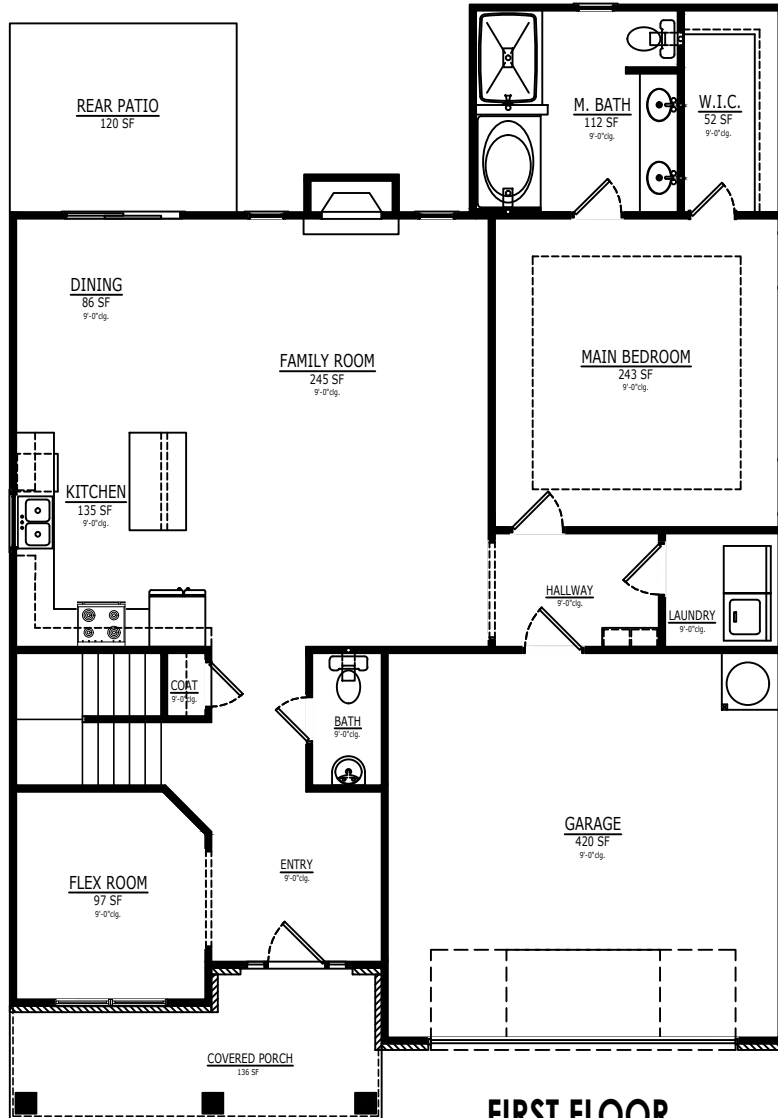 REAR PATIO
120 SF
M. BATH
112 SF
9'-0"clg.
W.I.C.
52 SF
9'-0"clg.
DINING
86 SF
9'-0"clg.
FAMILY ROOM
245 SF
9'-0"clg.
MAIN BEDROOM
243 SF
9'-0"clg.
KITCHEN
135 SF
9'-0"clg.
HALLWAY
9'-0"clg.
LAUNDRY
9'-0"clg.
COAT
9'-0"clg.
BATH
9'-0"clg.
GARAGE
420 SF
9'-0"clg.
ENTRY
9'-0"clg.
FLEX ROOM
97 SF
9'-0"clg.
COVERED PORCH
136 SF
FIRST FLOOR